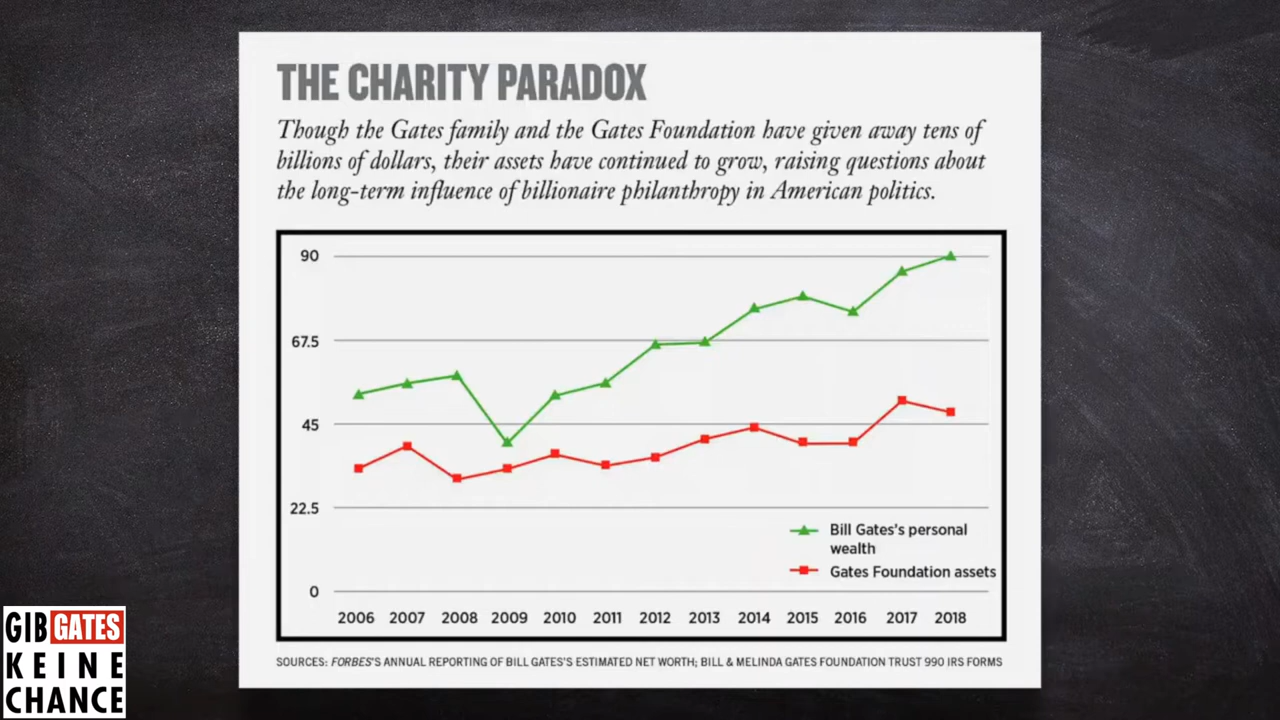 THE CHARITY PARADOX
Though the Gates family and the Gates Foundation have given away tens of
billions of dollars, their assets have continued to grow, raising questions about
the long-term influence of billionaire philanthropy in American politics.
90
67.5
45
22.5
0
Bill Gates's personal
wealth
Gates Foundation assets
2006 2007 2008 2009 2010 2011 2012 2013 2014 2015 2016 2017 2018
SOURCES: FORBES'S ANNUAL REPORTING OF BILL GATES'S ESTIMATED NET WORTH; BILL & MELINDA GATES FOUNDATION TRUST 990 IRS FORMS
GIB GATES
KEINE
CHANCE